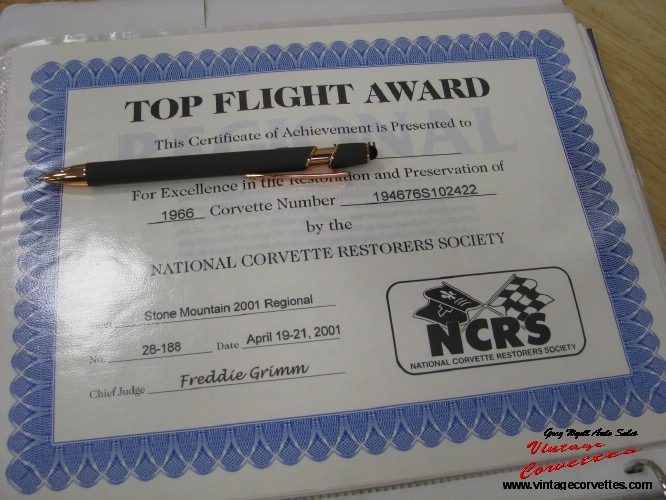 TOP FLIGHT AWARD
REGIONAL
This Certificate of Achievement is Presented to
For Excellence in the Restoration and Preservation of
1966 Corvette Number 194676S102422
by the
NATIONAL CORVETTE RESTORERS SOCIETY
Meet Stone Mountain 2001 Regional
No. 28-188 Date April 19-21, 2001
Chief Judge Freddie Grimm
NCRS
NATIONAL CORVETTE RESTORERS SOCIETY
Greg Wyatt Auto Sales
Vintage
Corvettes
www.vintagecorvettes.com